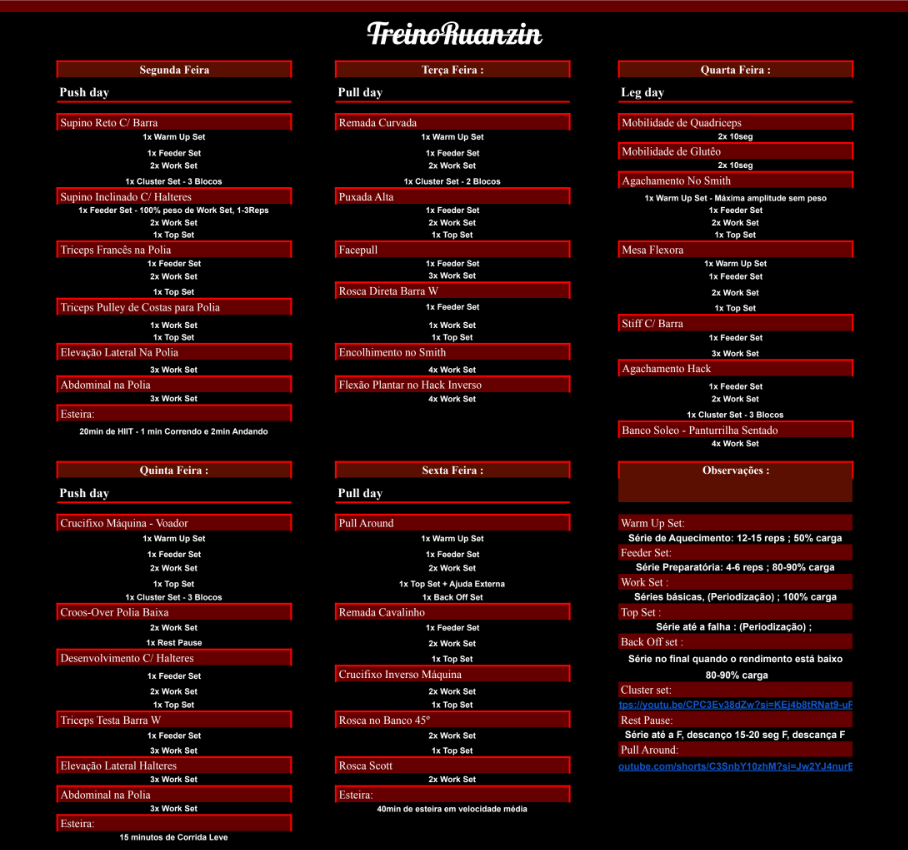 TreinoRuanzin
Segunda Feira
Push day
Supino Reto C/ Barra
1x Warm Up Set
1x Feeder Set
2x Work Set
1x Cluster Set - 3 Blocos
Supino Inclinado C/ Halteres
1x Feeder Set - 100% peso de Work Set, 1-3Reps
2x Work Set
1x Top Set
Triceps Francês na Polia
1x Feeder Set
2x Work Set
1x Top Set
Triceps Pulley de Costas para Polia
1x Work Set
1x Top Set
Elevação Lateral Na Polia
3x Work Set
Abdominal na Polia
3x Work Set
Esteira:
20min de HIIT - 1 min Correndo e 2min Andando
Terça Feira :
Pull day
Remada Curvada
1x Warm Up Set
1x Feeder Set
2x Work Set
1x Cluster Set - 2 Blocos
Puxada Alta
1x Feeder Set
2x Work Set
1x Top Set
Facepull
1x Feeder Set
3x Work Set
Rosca Direta Barra W
1x Feeder Set
1x Work Set
1x Top Set
Encolhimento no Smith
4x Work Set
Flexão Plantar no Hack Inverso
4x Work Set
Quarta Feira :
Leg day
Mobilidade de Quadriceps
2x 10seg
Mobilidade de Glutêo
2x 10seg
Agachamento No Smith
1x Warm Up Set - Máxima amplitude sem peso
1x Feeder Set
2x Work Set
1x Top Set
Mesa Flexora
1x Warm Up Set
1x Feeder Set
2x Work Set
1x Top Set
Stiff C/ Barra
1x Feeder Set
3x Work Set
Agachamento Hack
1x Feeder Set
2x Work Set
1x Cluster Set - 3 Blocos
Banco Soleo - Panturrilha Sentado
4x Work Set
Quinta Feira :
Push day
Crucifixo Máquina - Voador
1x Warm Up Set
1x Feeder Set
2x Work Set
1x Top Set
1x Cluster Set - 3 Blocos
Croos-Over Polia Baixa
2x Work Set
1x Rest Pause
Desenvolvimento C/ Halteres
1x Feeder Set
2x Work Set
1x Top Set
Triceps Testa Barra W
1x Feeder Set
3x Work Set
Elevação Lateral Halteres
3x Work Set
Abdominal na Polia
3x Work Set
Esteira:
15 minutos de Corrida Leve
Sexta Feira :
Pull day
Pull Around
1x Warm Up Set
1x Feeder Set
2x Work Set
1x Top Set + Ajuda Externa
1x Back Off Set
Remada Cavalinho
1x Feeder Set
2x Work Set
1x Top Set
Crucifixo Inverso Máquina
2x Work Set
Rosca no Banco 45º
2x Work Set
1x Top Set
Rosca Scott
2x Work Set
Esteira:
40min de esteira em velocidade média
Observações :
Warm Up Set:
Série de Aquecimento: 12-15 reps ; 50% carga
Feeder Set:
Série Preparatória: 4-6 reps ; 80-90% carga
Work Set :
Séries básicas, (Periodização) ; 100% carga
Top Set :
Série até a falha : (Periodização) ;
Back Off set :
Série no final quando o rendimento está baixo
80-90% carga
Cluster set:
tps://youtu.be/CPC3Ev38dZw?si=KEj4b8tRNat9-uF
Rest Pause:
Série até a F, descanço 15-20 seg F, descança F
Pull Around:
outube.com/shorts/C3SnbY10zhM?si=Jw2YJ4nurE